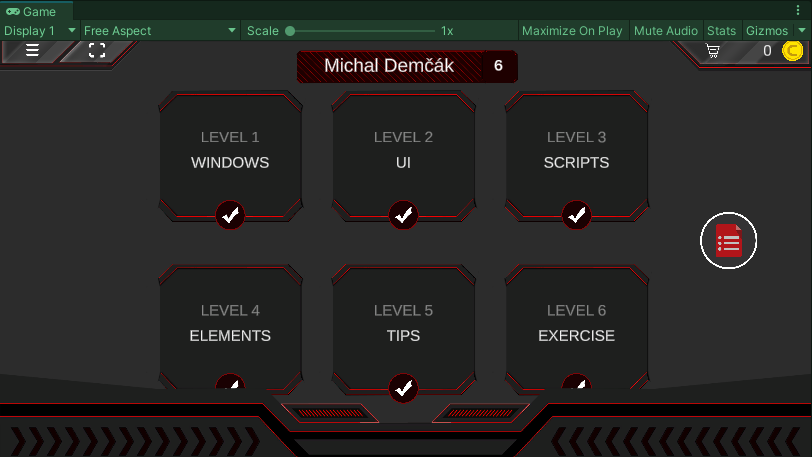 Game
Display 1 Free Aspect Scale 1x Maximize On Play Mute Audio Stats Gizmos
0 C
Michal Demčák 6
LEVEL 1 LEVEL 2 LEVEL 3
WINDOWS UI SCRIPTS
LEVEL 4 LEVEL 5 LEVEL 6
ELEMENTS TIPS EXERCISE